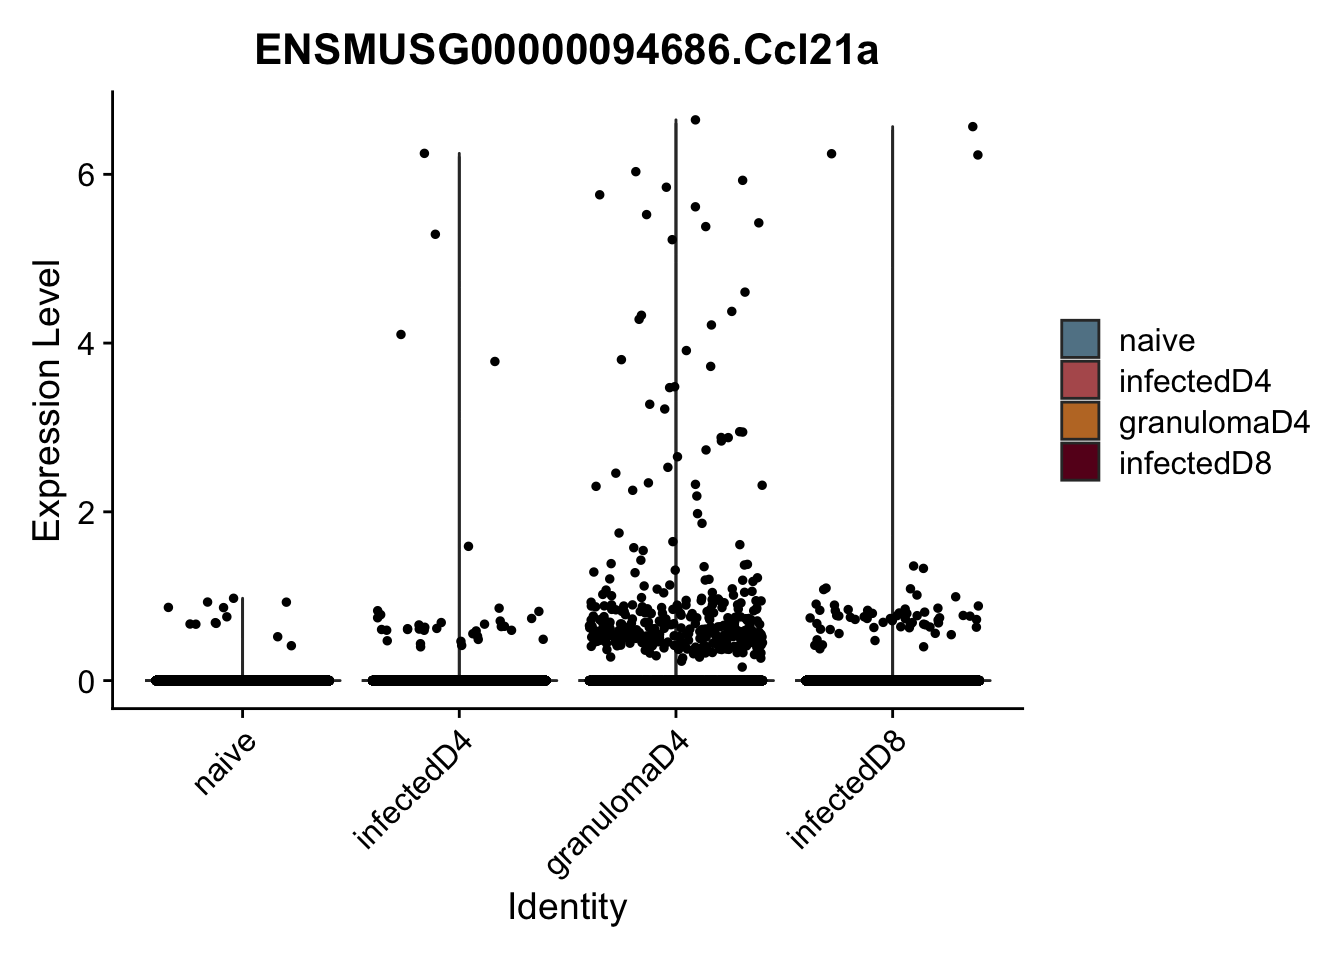 ENSMUSG00000094686.Ccl21a
Expression Level
6
4
2
0
naive
infectedD4
granulomaD4
infectedD8
Identity
naive
infectedD4
granulomaD4
infectedD8